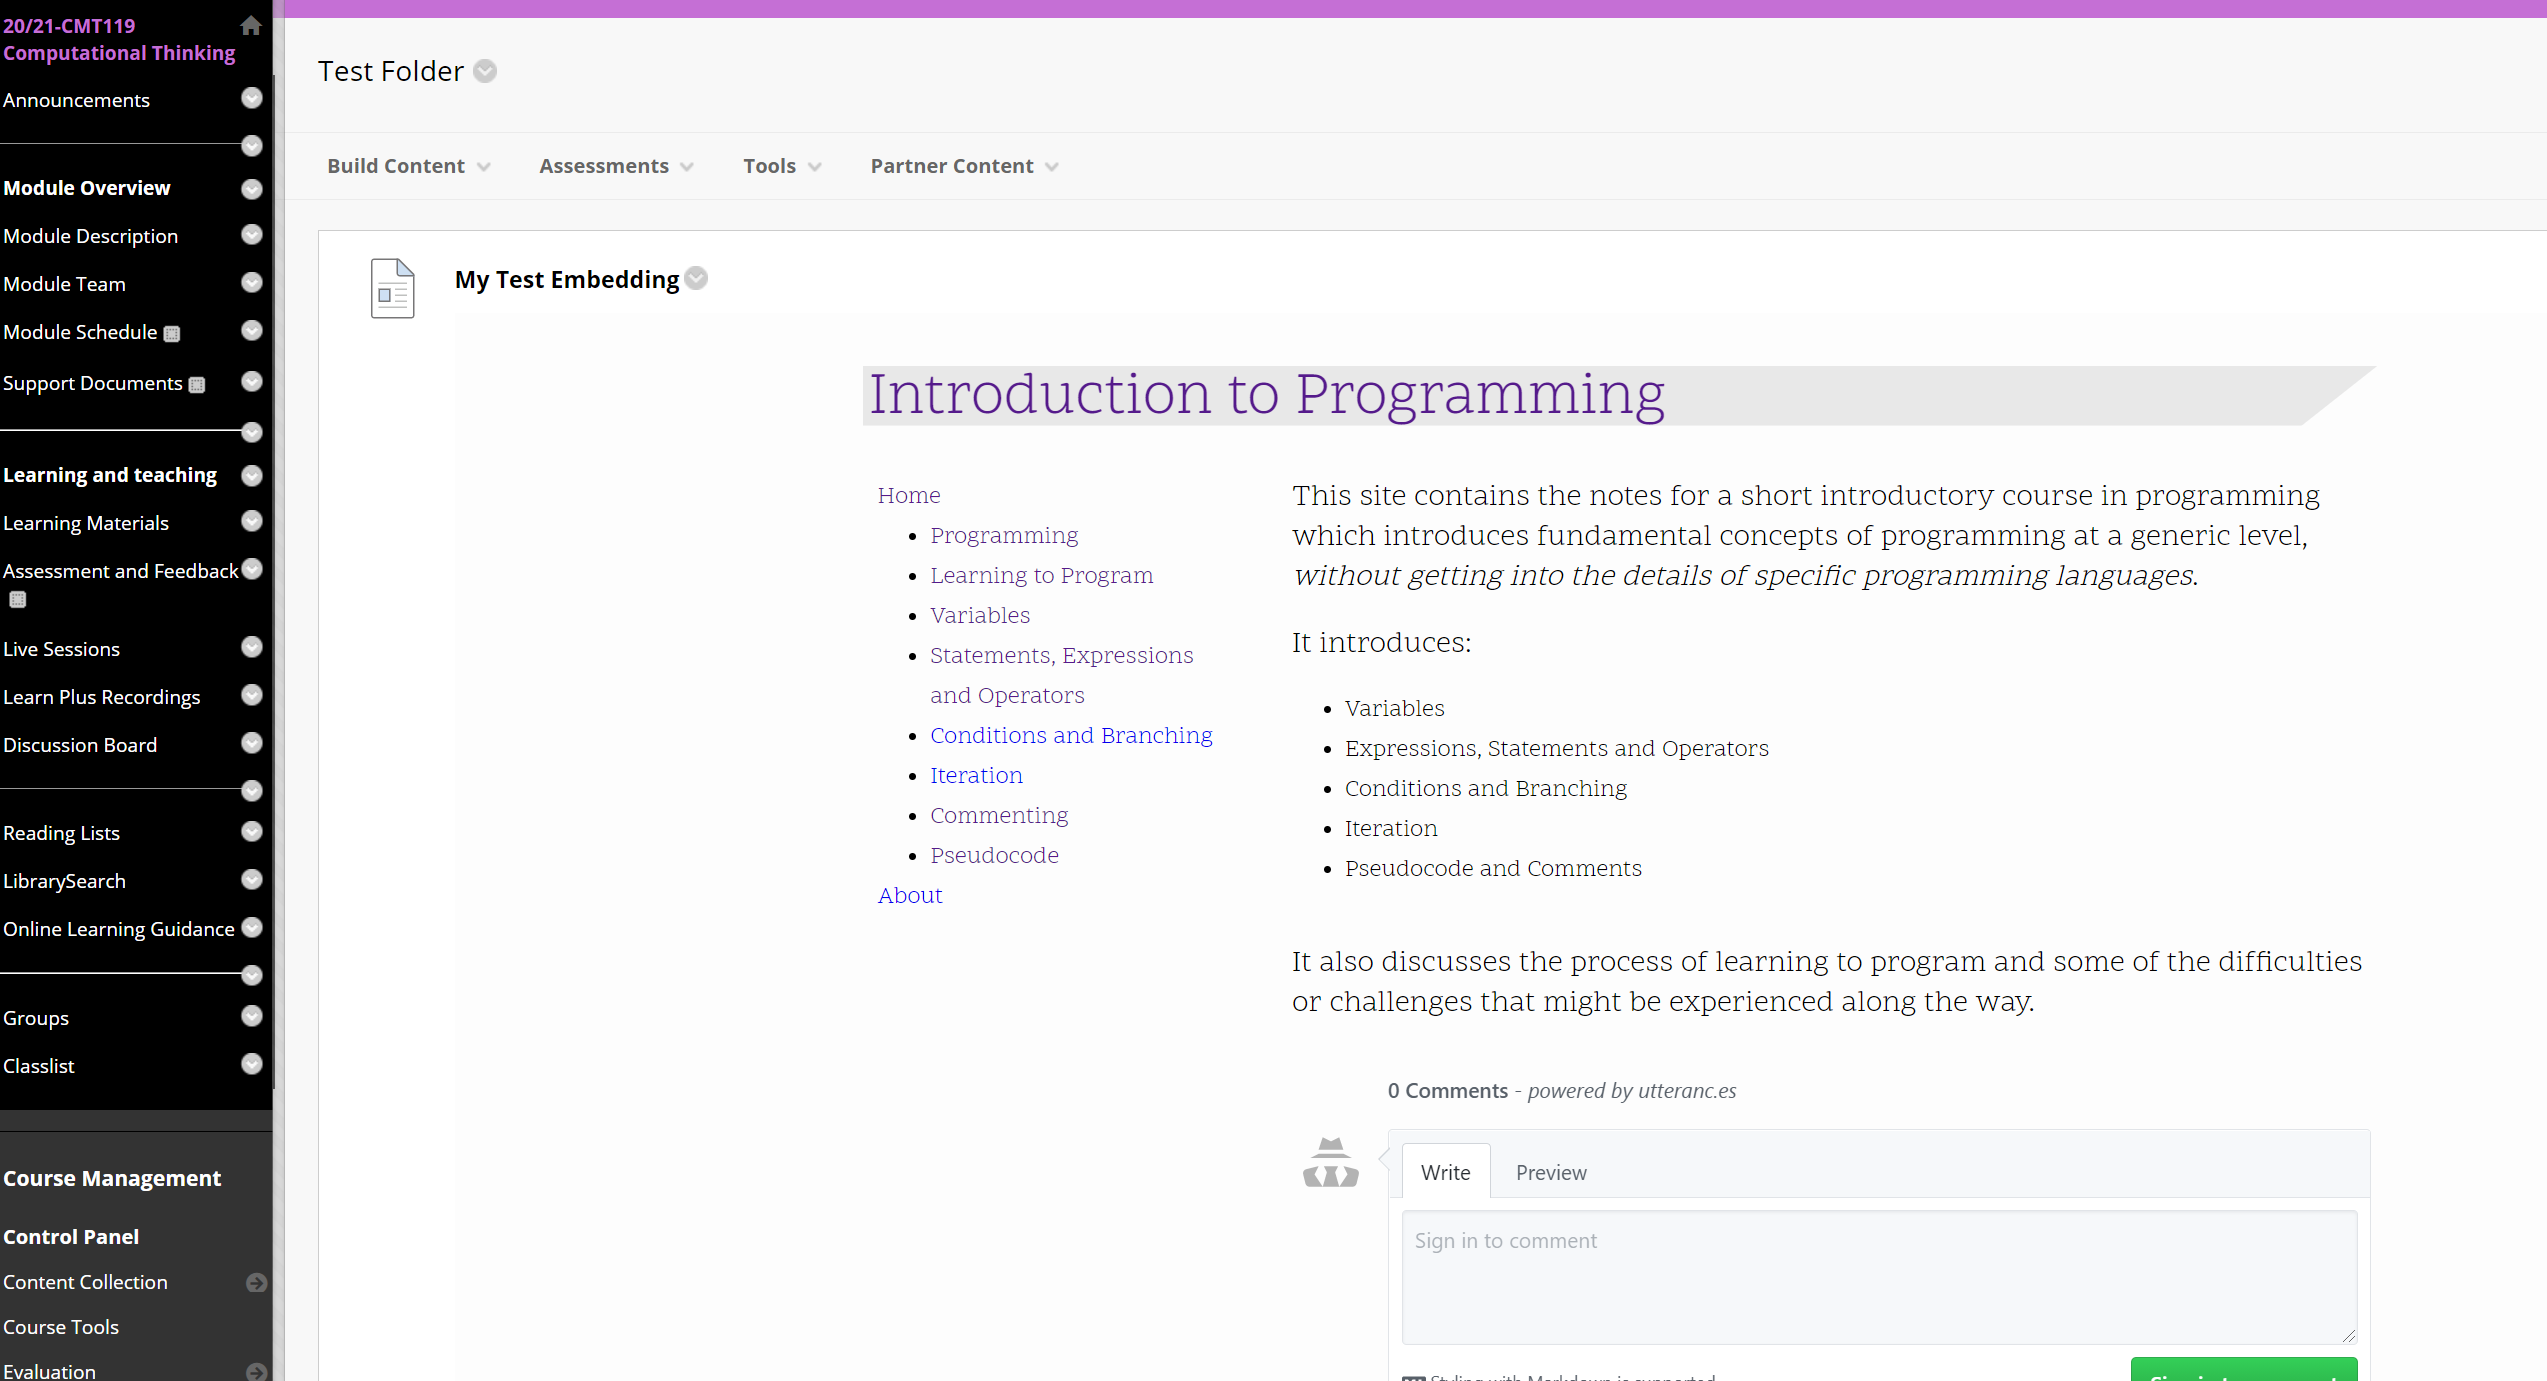 20/21-CMT119
Computational Thinking
Announcements
Module Overview
Module Description
Module Team
Module Schedule
Support Documents
Learning and teaching
Learning Materials
Assessment and Feedback
Live Sessions
Learn Plus Recordings
Discussion Board
Reading Lists
LibrarySearch
Online Learning Guidance
Groups
Classlist
Course Management
Control Panel
Content Collection
Course Tools
Evaluation
Test Folder
Build Content
Assessments
Tools
Partner Content
My Test Embedding
Introduction to Programming
Home
Programming
Learning to Program
Variables
Statements, Expressions
and Operators
Conditions and Branching
Iteration
Commenting
Pseudocode
About
This site contains the notes for a short introductory course in programming
which introduces fundamental concepts of programming at a generic level,
without getting into the details of specific programming languages.
It introduces:
Variables
Expressions, Statements and Operators
Conditions and Branching
Iteration
Pseudocode and Comments
It also discusses the process of learning to program and some of the difficulties
or challenges that might be experienced along the way.
0 Comments - powered by utteranc.es
Write
Preview
Sign in to comment
Styling with Markdown is supported